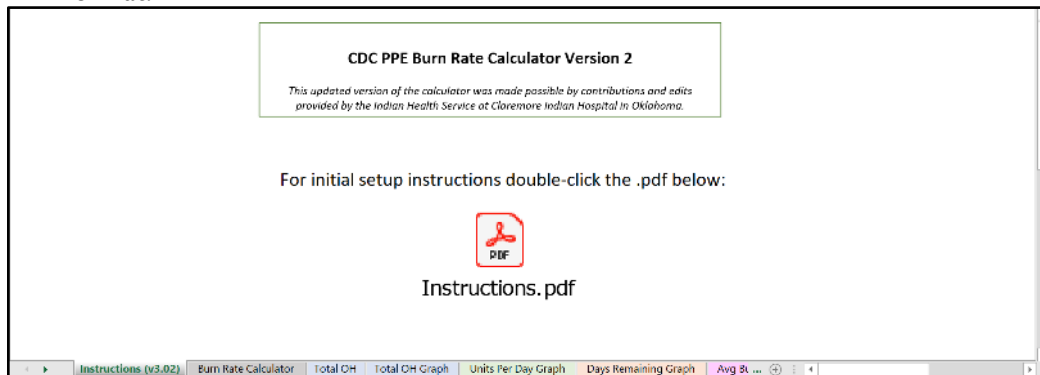 CDC PPE Burn Rate Calculator Version 2
This updated version of the calculator was made possible by contributions and edits
provided by the Indian Health Service at Claremore Indian Hospital in Oklahoma.
For initial setup instructions double-click the .pdf below:
PDF
Instructions.pdf
Instructions (v3.02) Burn Rate Calculator Total OH Total OH Graph Units Per Day Graph Days Remaining Graph Avg Bu ...